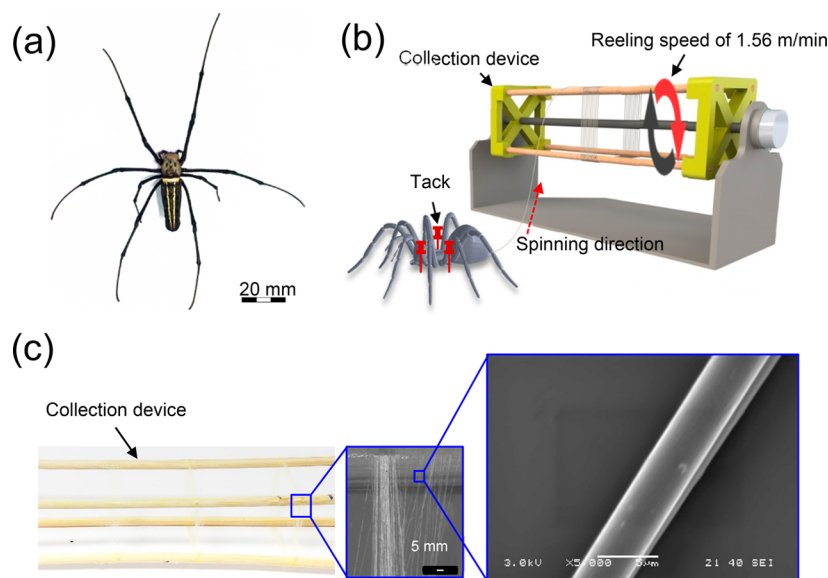 (a)
20 mm
(b)
Collection device
Reeling speed of 1.56 m/min
Tack
Spinning direction
(c)
Collection device
5 mm
3.0kV X5,000 5µm 21 40 SEI